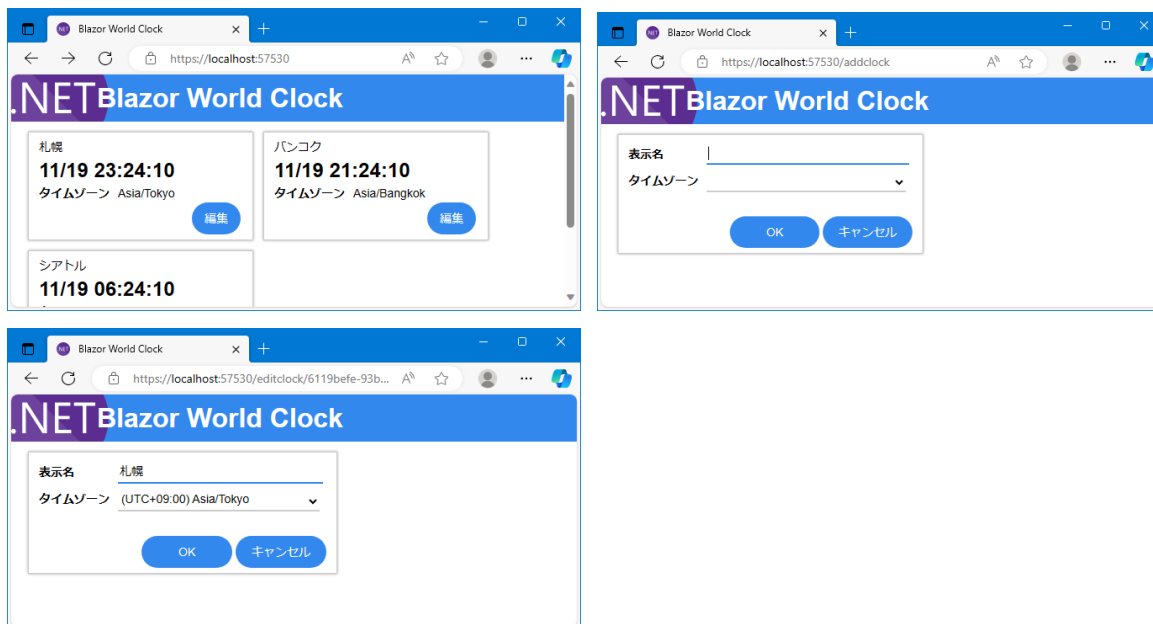 Blazor World Clock
https://localhost:57530
.NET Blazor World Clock
札幌
11/19 23:24:10
タイムゾーン Asia/Tokyo
編集
バンコク
11/19 21:24:10
タイムゾーン Asia/Bangkok
編集
シアトル
11/19 06:24:10
Blazor World Clock
https://localhost:57530/addclock
.NET Blazor World Clock
表示名
タイムゾーン
OK キャンセル
Blazor World Clock
https://localhost:57530/editclock/6119befe-93b...
.NET Blazor World Clock
表示名 札幌
タイムゾーン (UTC+09:00) Asia/Tokyo
OK キャンセル